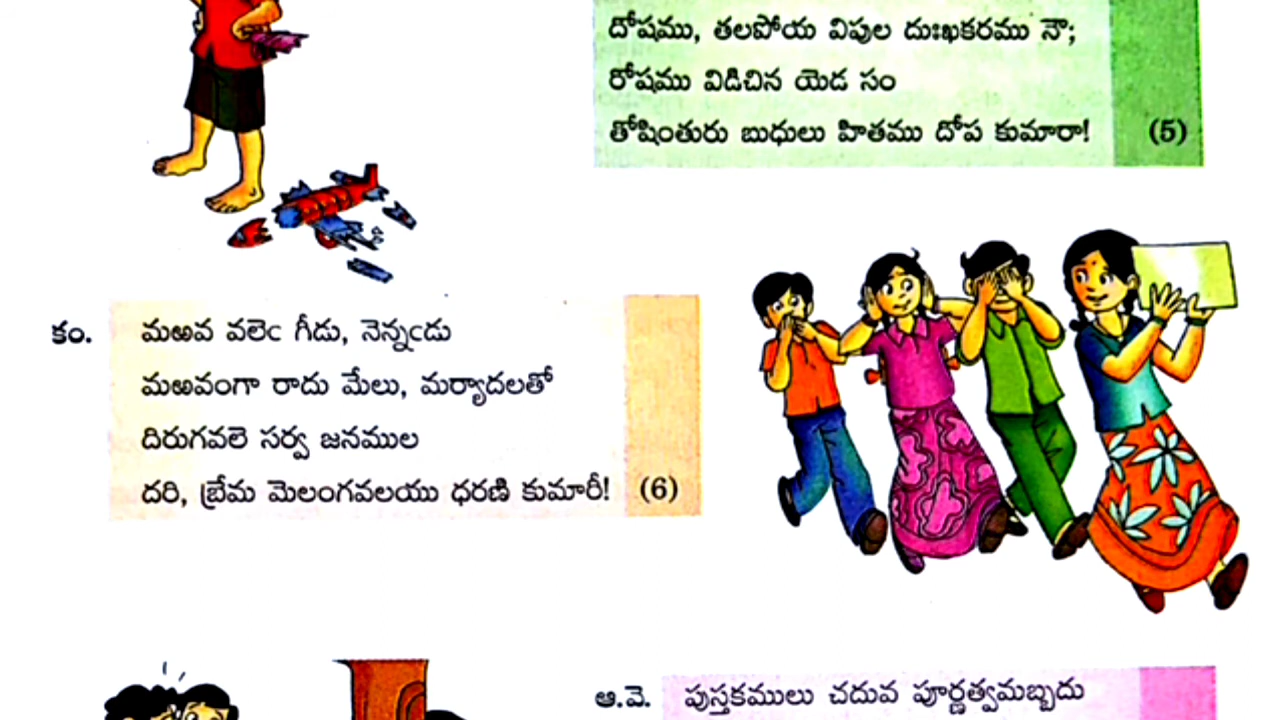 దోషము, తలపోయ విపుల దుఃఖకరము నౌ;
రోషము విడిచిన యెడ సం
తోషింతురు బుధులు హితము దోప కుమారా! (5)
కం. మఱవ వలెఁ గీడు, నెన్నఁడు
మఱవంగా రాదు మేలు, మర్యాదలతో
దిరుగవలె సర్వ జనముల
దరి, బ్రేమ మెలంగవలయు ధరణి కుమారీ! (6)
ఆ.వె. పుస్తకములు చదువ పూర్ణత్వమబ్బదు